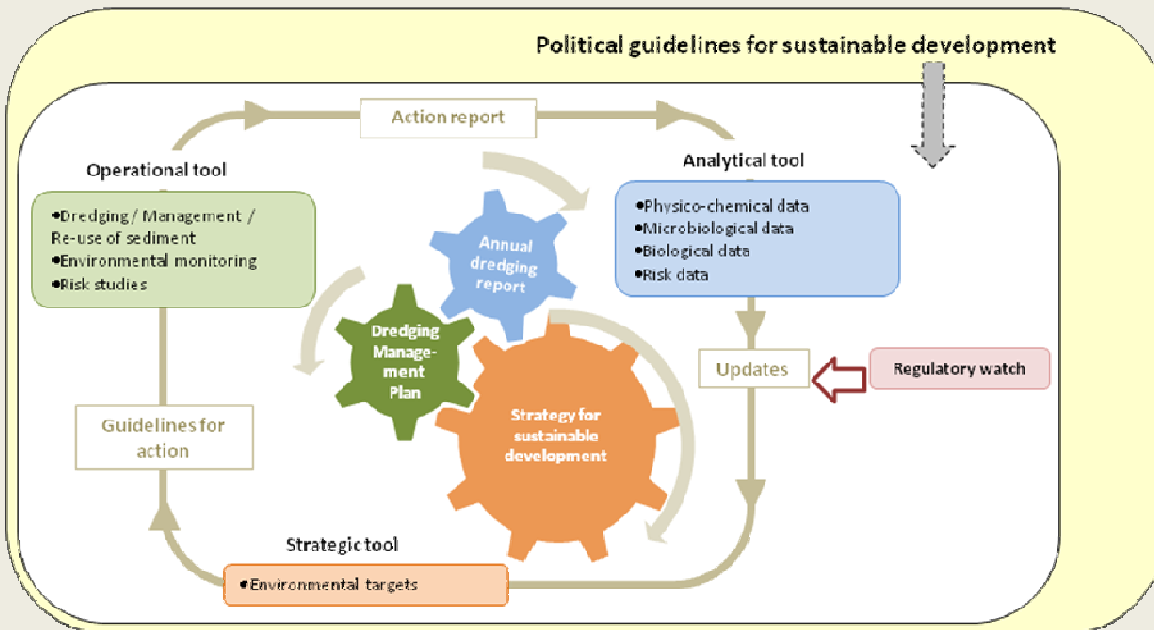 Political guidelines for sustainable development
Action report
Operational tool
Analytical tool
•Dredging / Management /
Re-use of sediment
•Environmental monitoring
•Risk studies
•Physico-chemical data
•Microbiological data
•Biological data
•Risk data
Annual
dredging
report
Dredging
Manage-
ment
Plan
Updates
Regulatory watch
Strategy for
sustainable
development
Guidelines for
action
Strategic tool
•Environmental targets